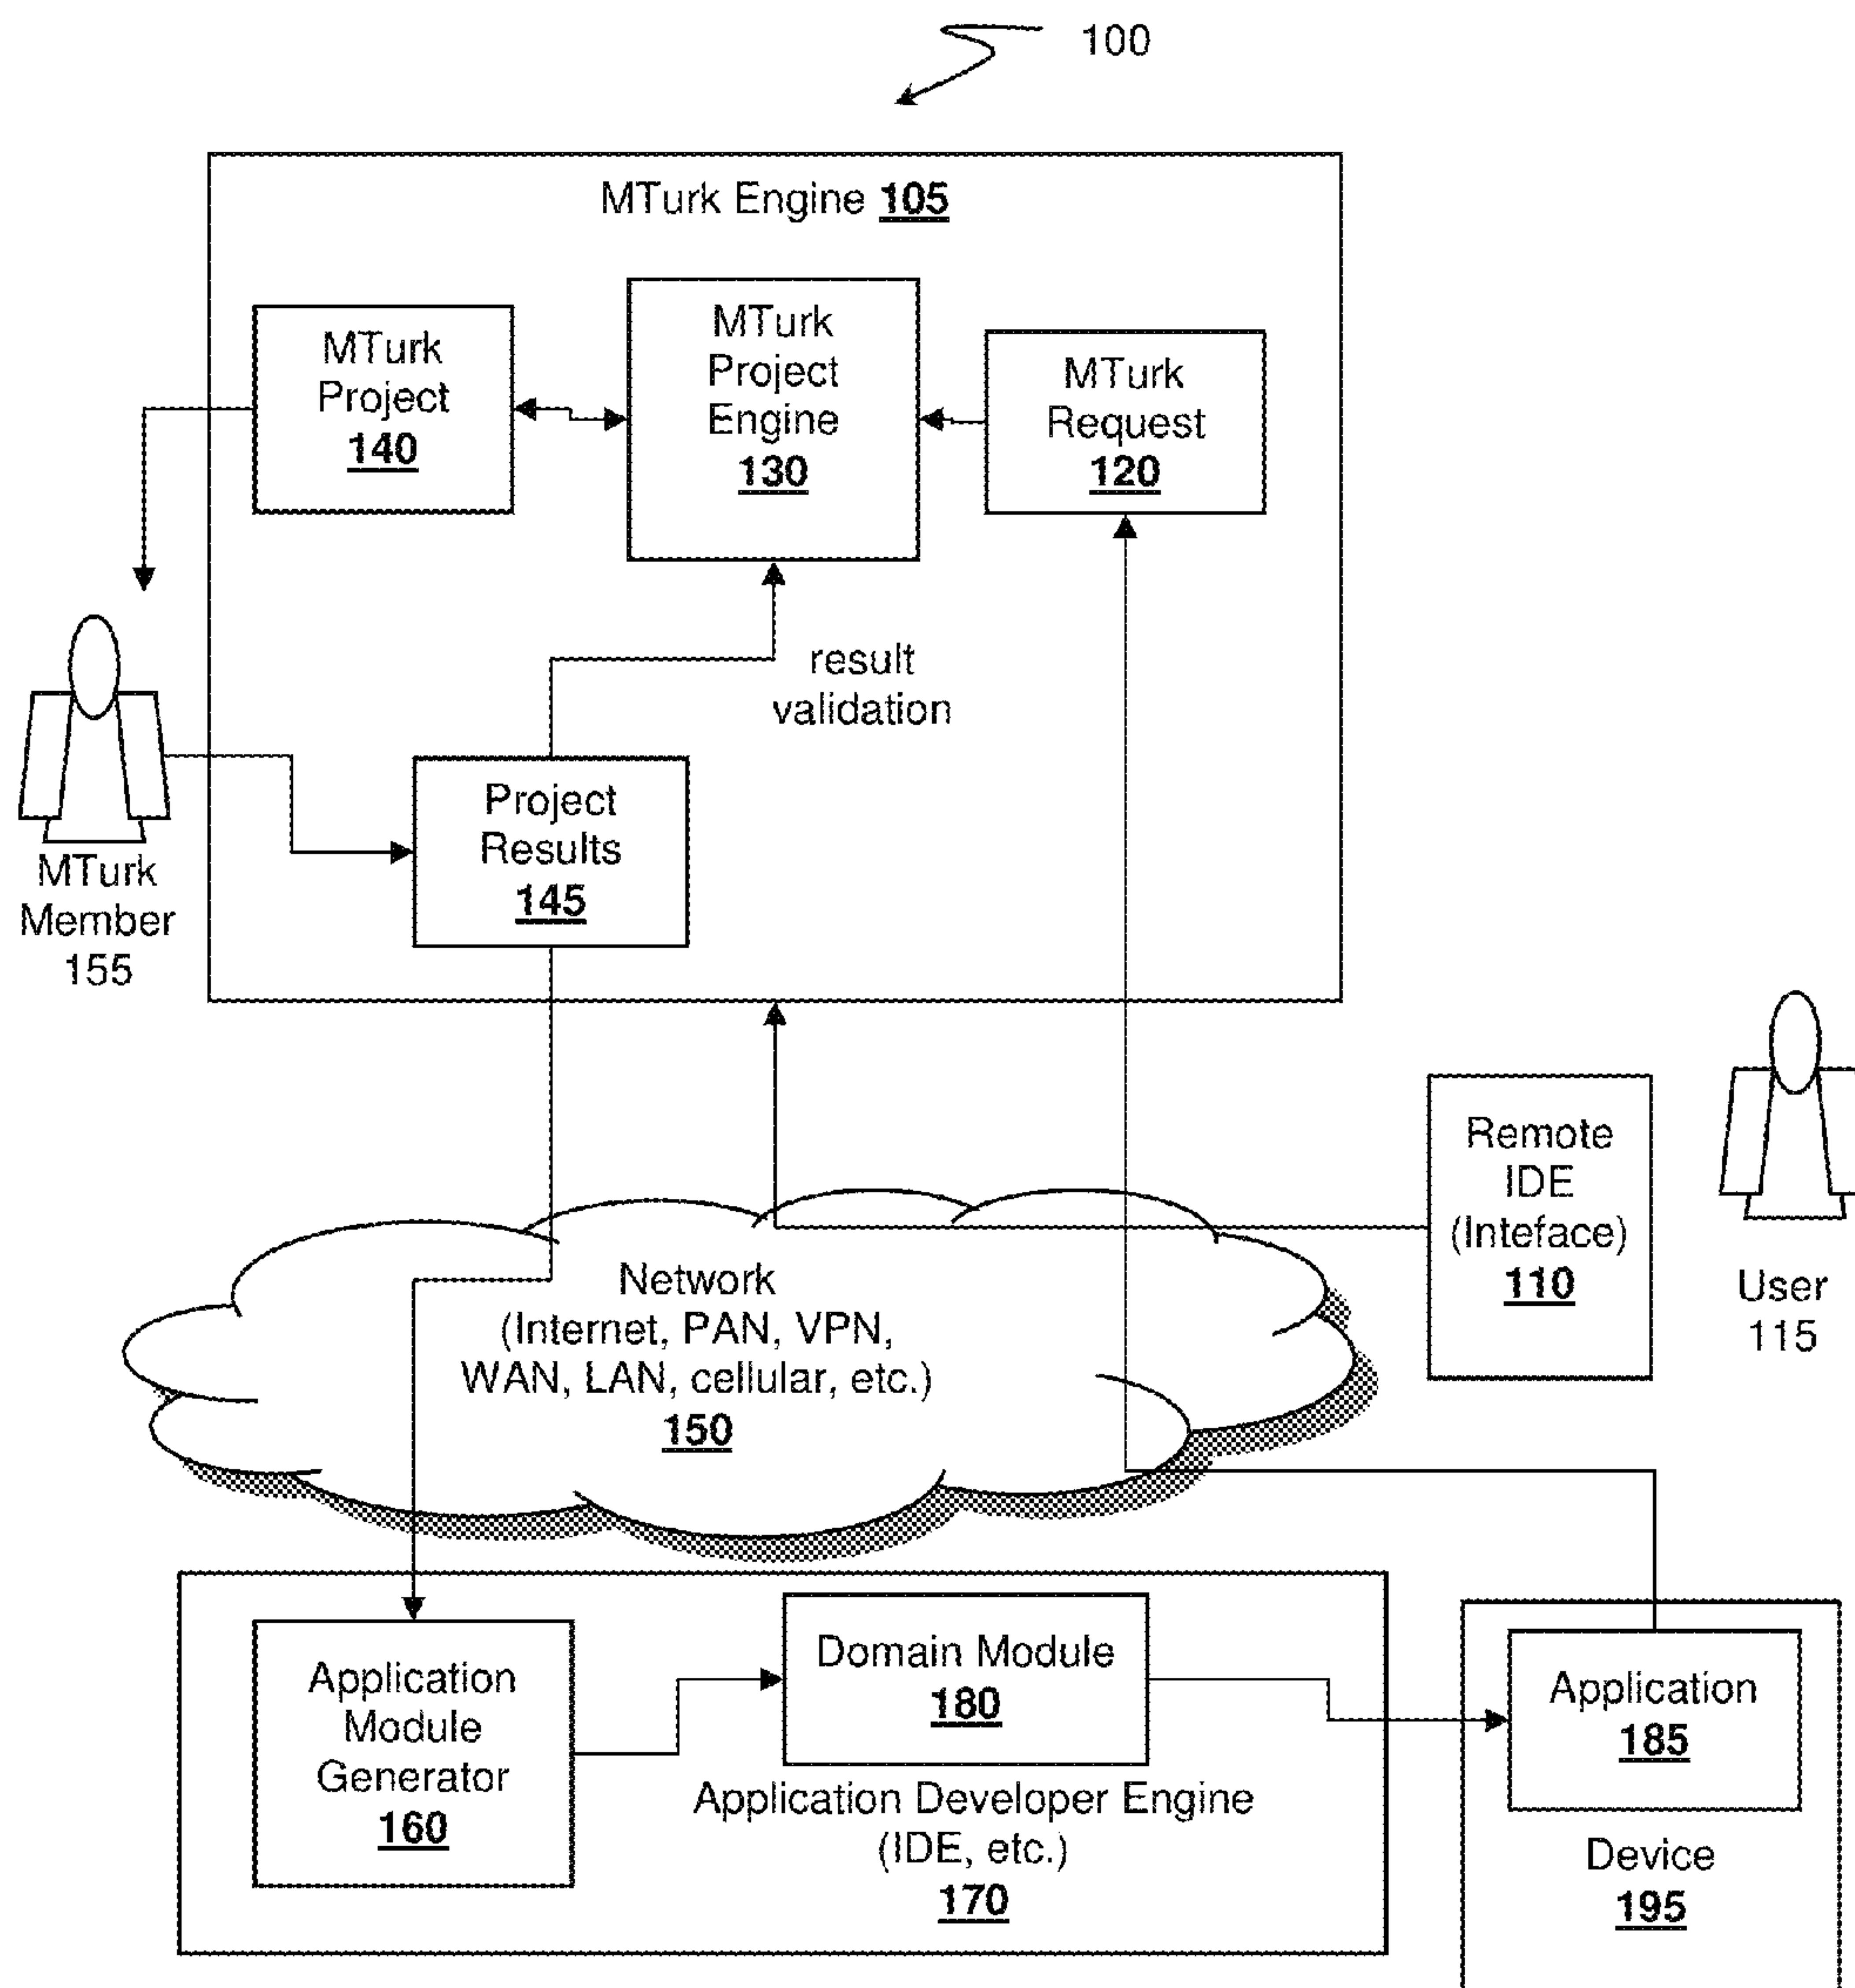 100
MTurk Engine 105
MTurk
Project
140
MTurk
Project
Engine
130
MTurk
Request
120
result
validation
Project
Results
145
MTurk
Member
155
Remote
IDE
(Inteface)
110
User
115
Network
(Internet, PAN, VPN,
WAN, LAN, cellular, etc.)
150
Application
Module
Generator
160
Domain Module
180
Application Developer Engine
(IDE, etc.)
170
Application
185
Device
195